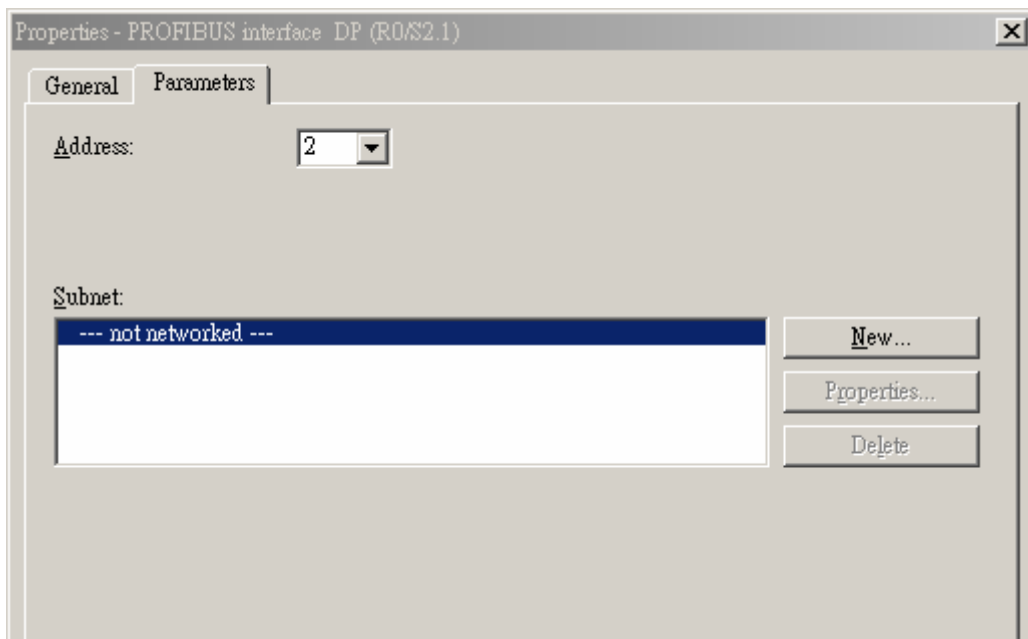 Properties - PROFIBUS interface DP (R0/S2.1)
General Parameters
Address: 2
Subnet:
--- not networked ---
New...
Properties...
Delete